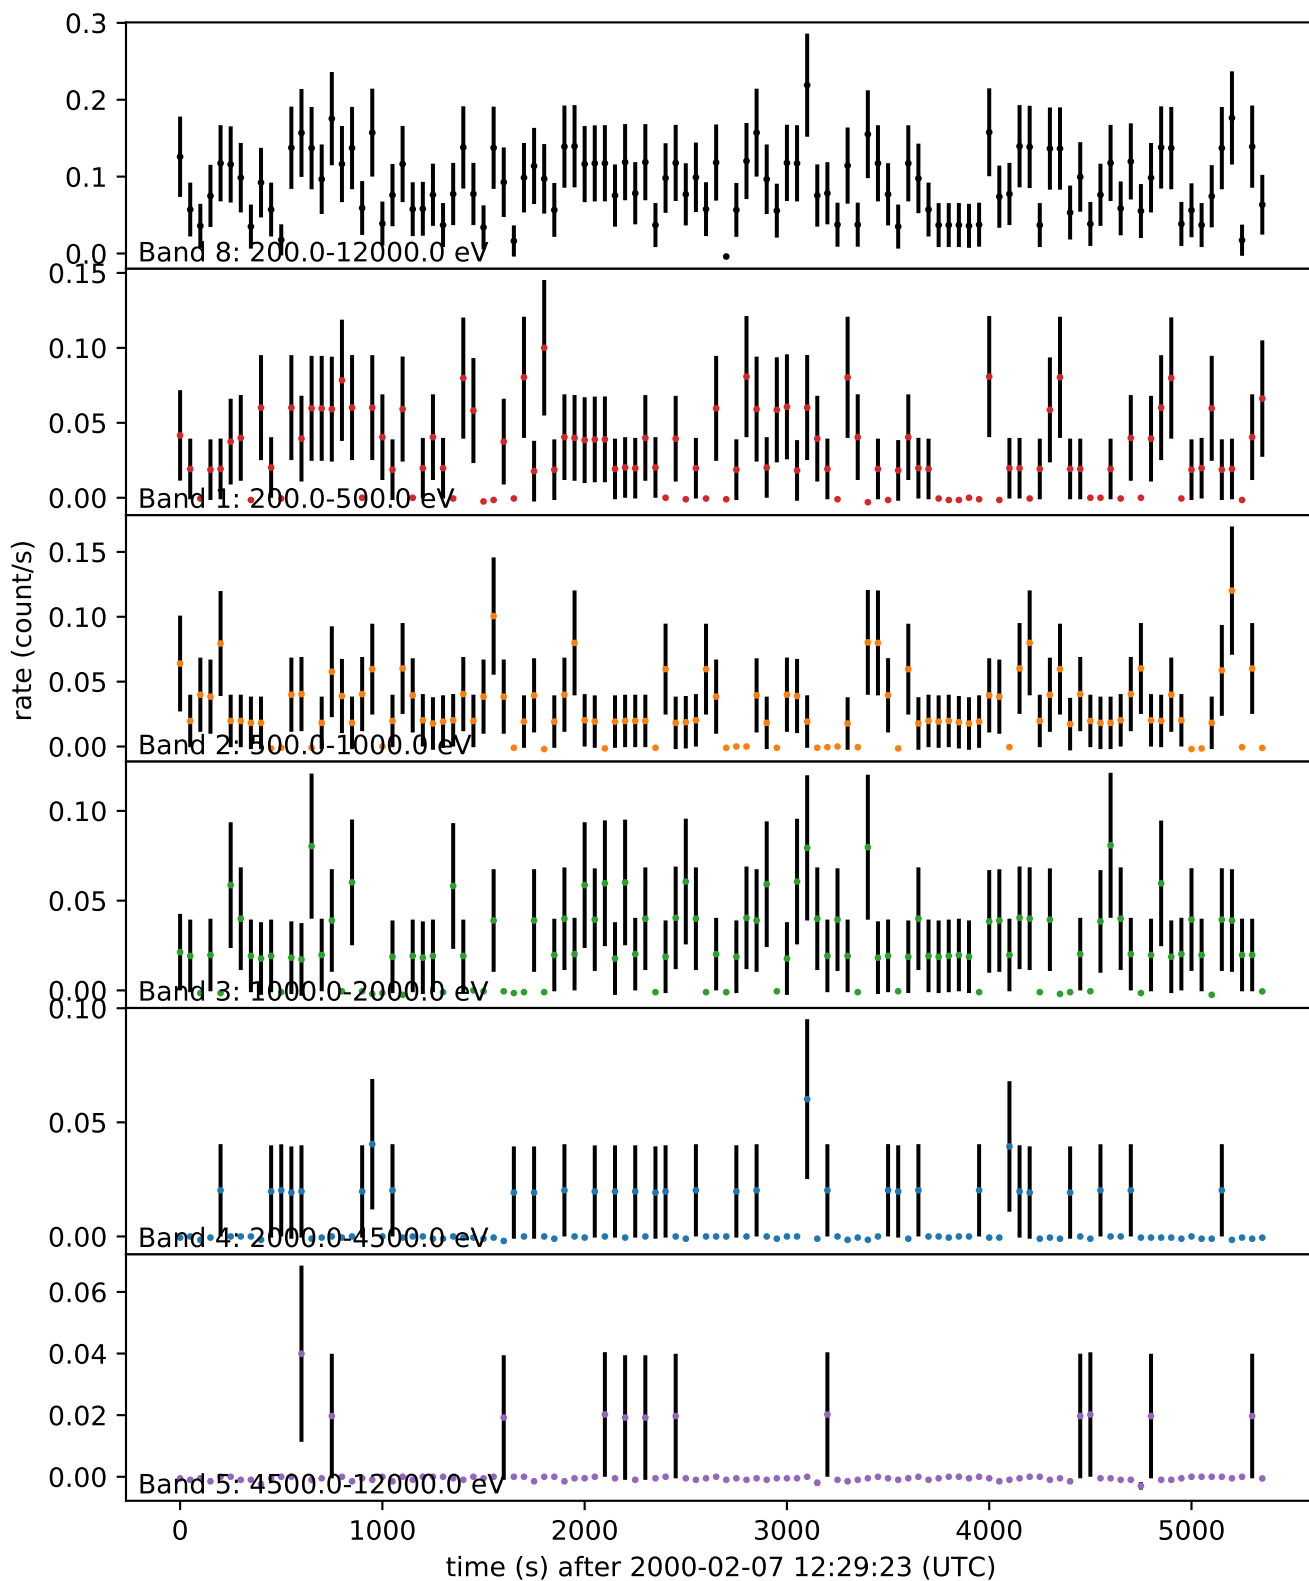 0.3
0.2
0.1
0.0
Band 8: 200.0-12000.0 eV
0.15
0.10
0.05
0.00
Band 1: 200.0-500.0 eV
0.15
0.10
0.05
0.00
Band 2: 500.0-1000.0 eV
rate (count/s)
0.10
0.05
0.00
Band 3: 1000.0-2000.0 eV
0.10
0.05
0.00
Band 4: 2000.0-4500.0 eV
0.06
0.04
0.02
0.00
Band 5: 4500.0-12000.0 eV
0 1000 2000 3000 4000 5000
time (s) after 2000-02-07 12:29:23 (UTC)